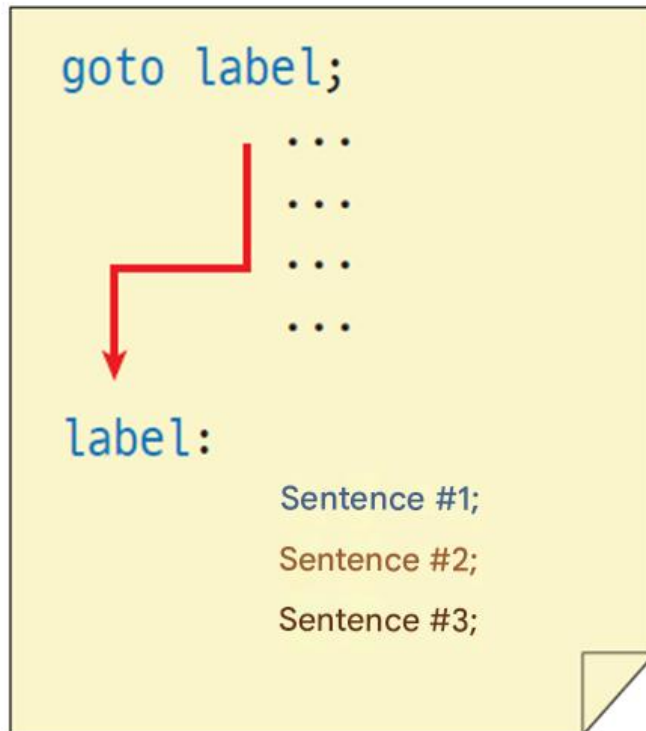 goto label;
...
...
...
...
label:
Sentence #1;
Sentence #2;
Sentence #3;